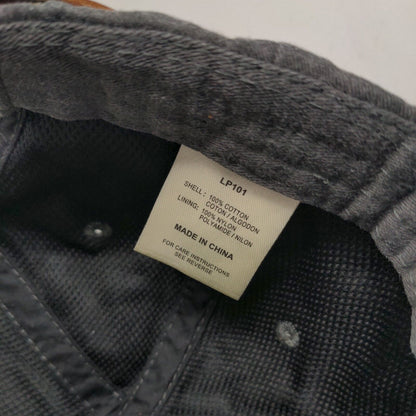 LP101
SHELL: 100% COTTON
COTON / ALGODON
LINING: 100% NYLON
POLYAMIDE / NILON
MADE IN CHINA
FOR CARE INSTRUCTIONS
SEE REVERSE